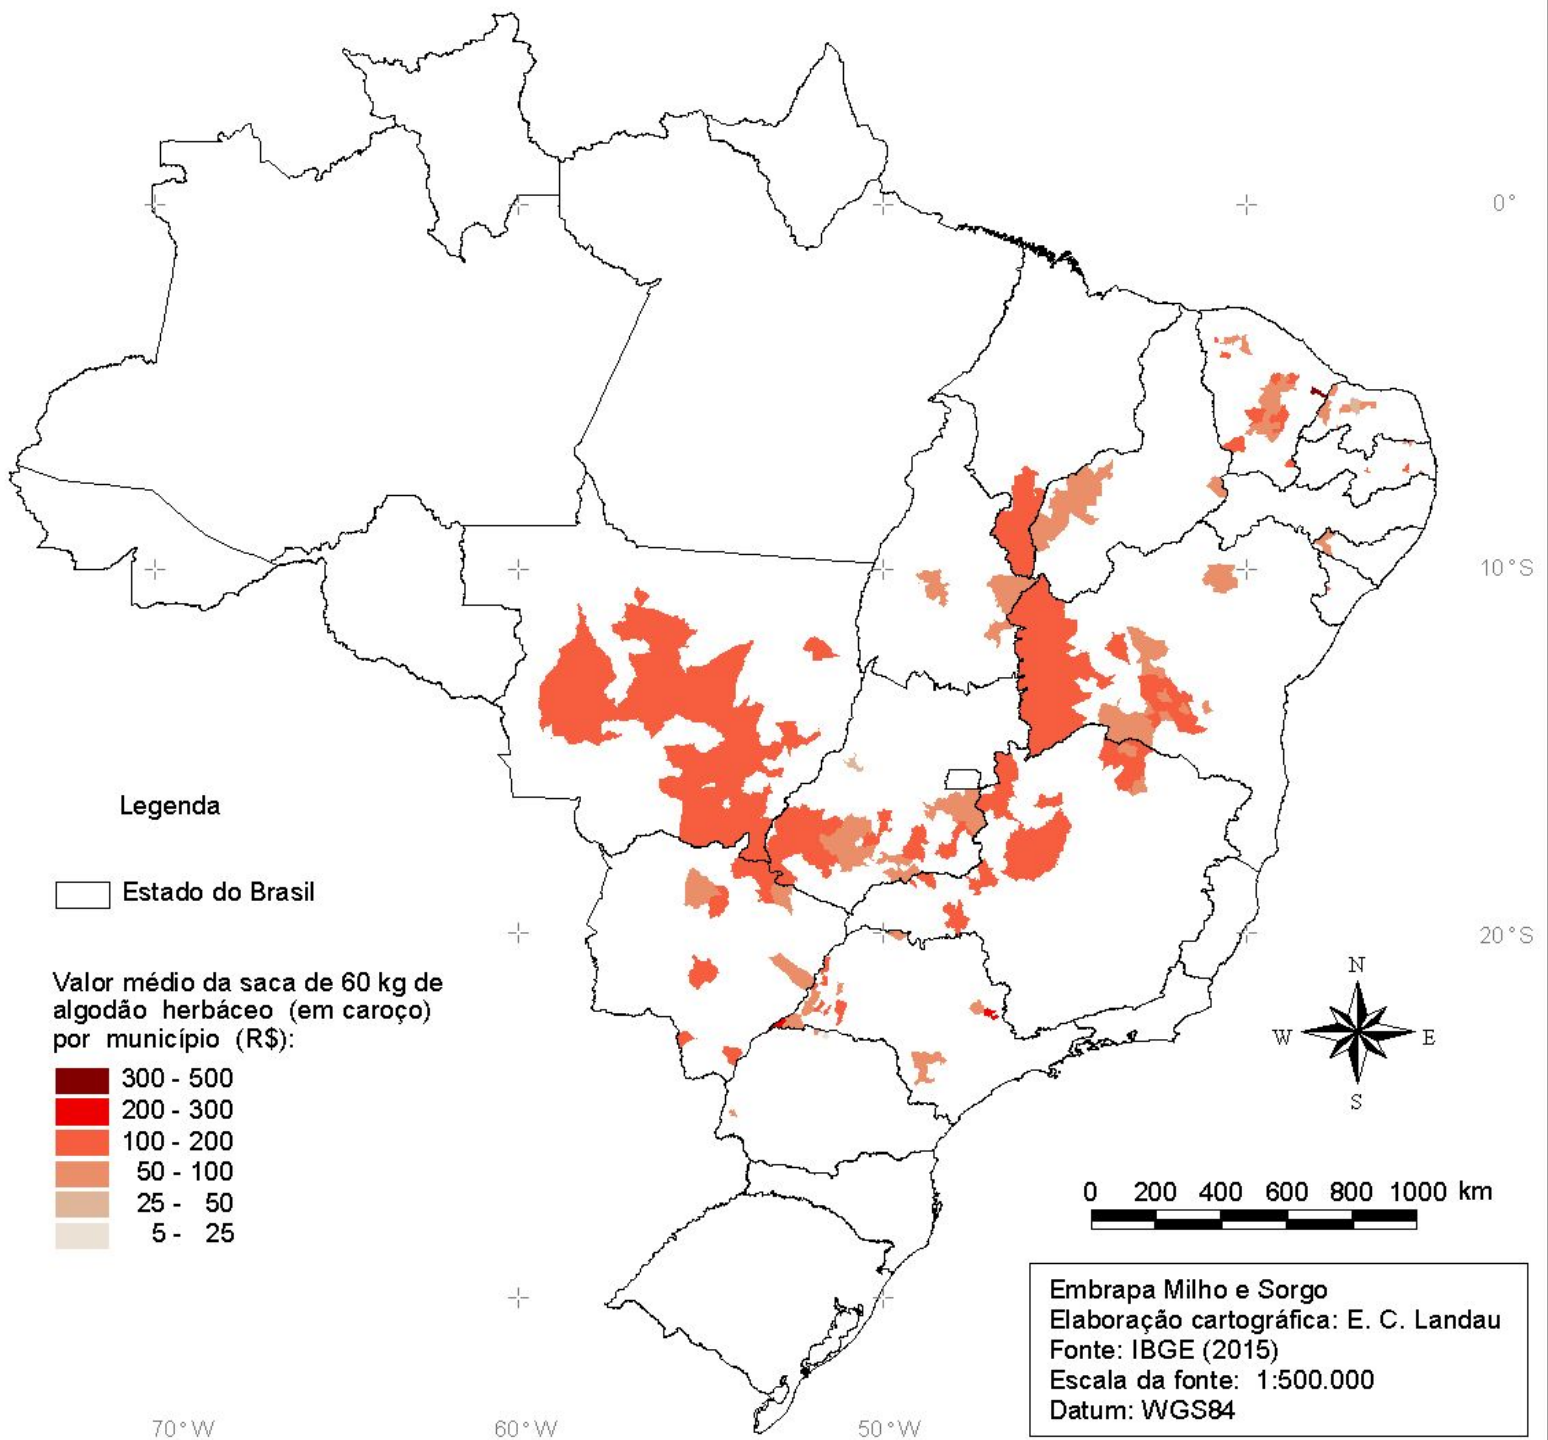 0°
10°S
20°S
Legenda
Estado do Brasil
Valor médio da saca de 60 kg de
algodão herbáceo (em caroço)
por município (R$):
300 - 500
200 - 300
100 - 200
50 - 100
25 - 50
5 - 25
N
W E
S
0 200 400 600 800 1000 km
Embrapa Milho e Sorgo
Elaboração cartográfica: E. C. Landau
Fonte: IBGE (2015)
Escala da fonte: 1:500.000
Datum: WGS84
70°W 60°W 50°W